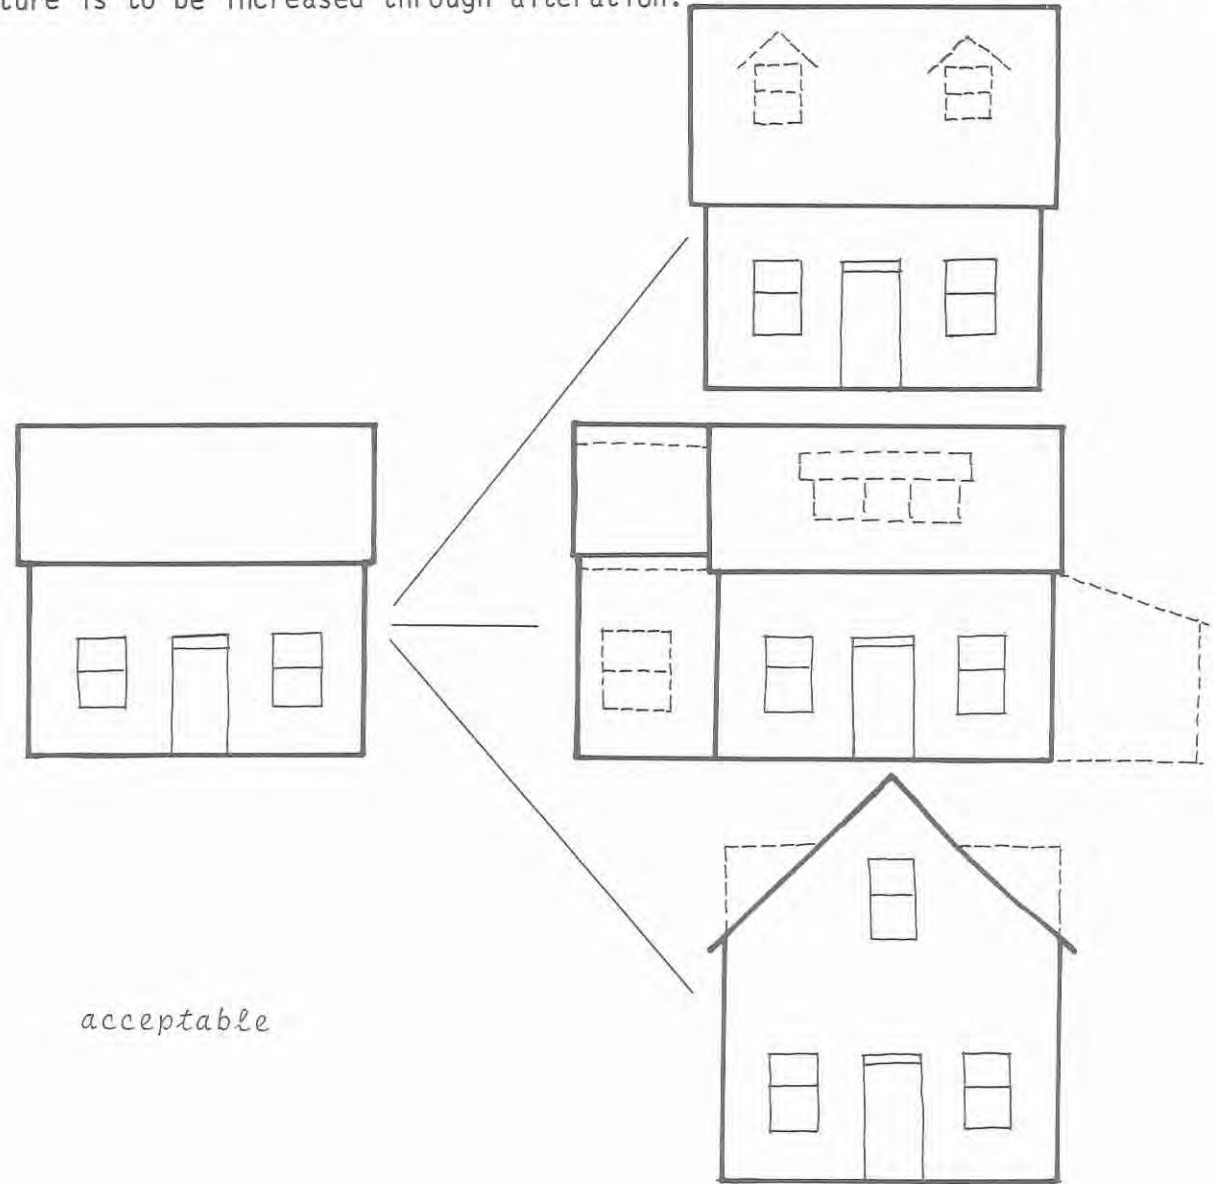 ture is to be increased through alteration.
acceptable